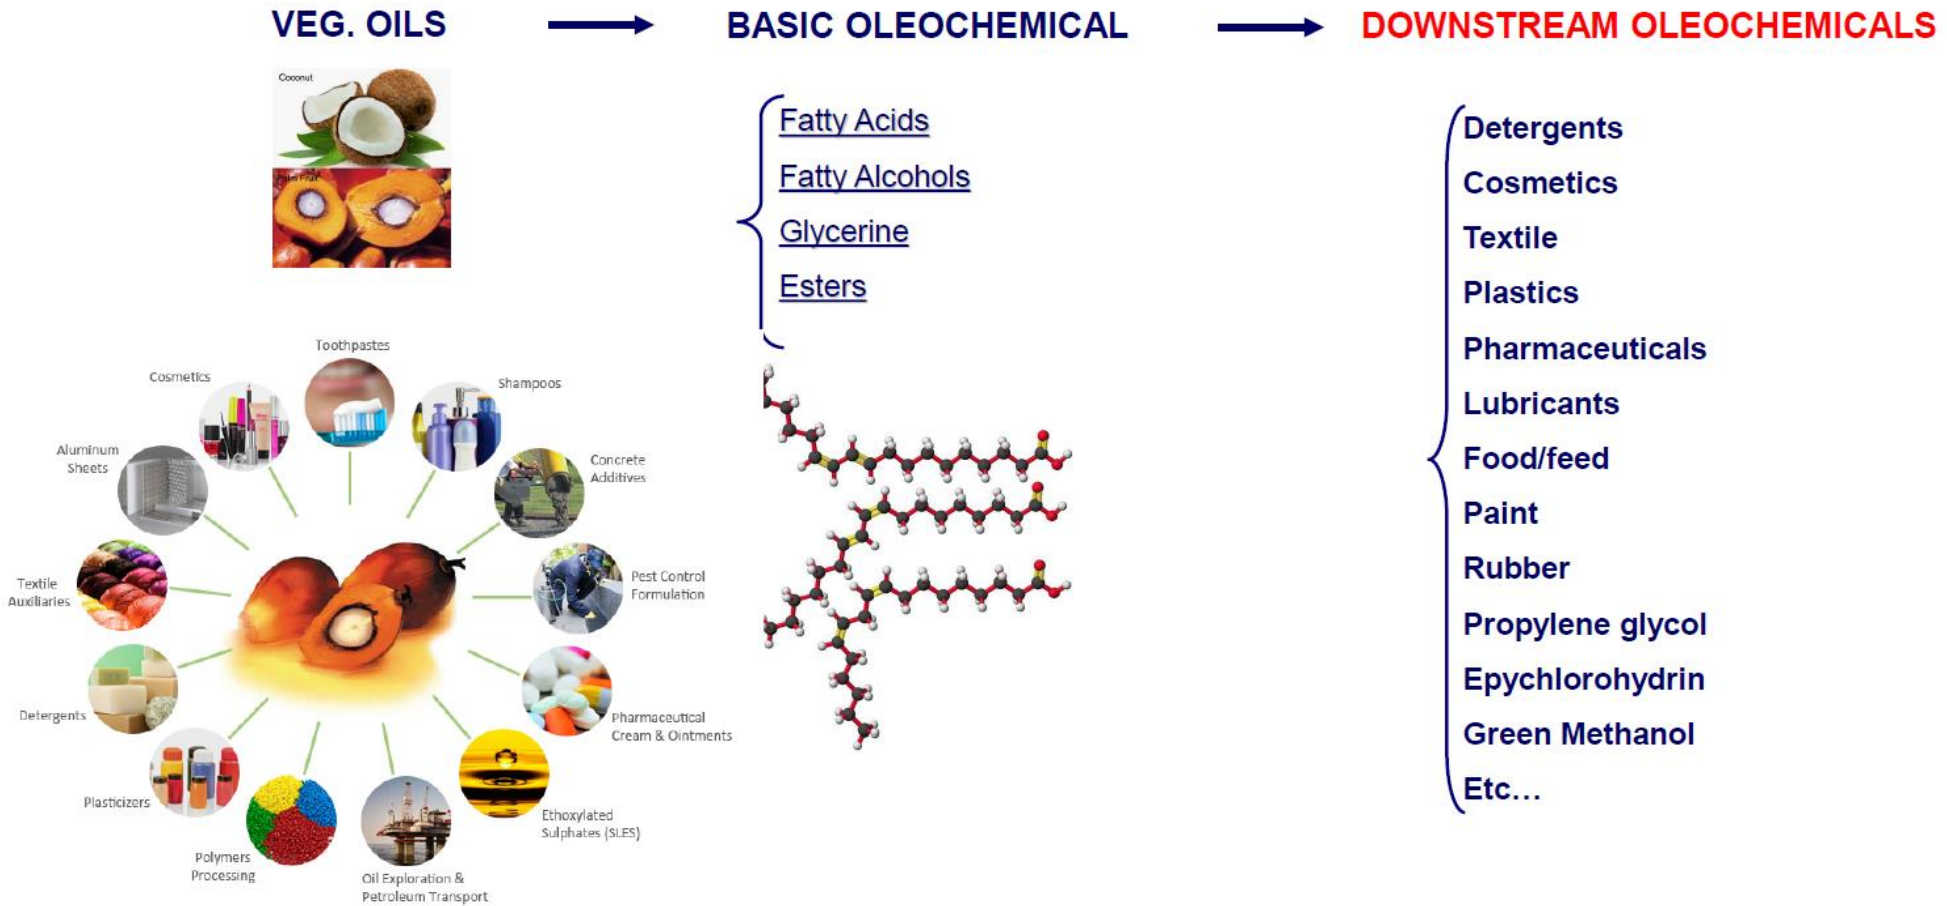 VEG. OILS
BASIC OLEOCHEMICAL
DOWNSTREAM OLEOCHEMICALS
Coconut
Palm Fruit
Fatty Acids
Fatty Alcohols
Glycerine
Esters
Detergents
Cosmetics
Textile
Plastics
Pharmaceuticals
Lubricants
Food/feed
Paint
Rubber
Propylene glycol
Epychlorohydrin
Green Methanol
Etc...
Toothpastes
Cosmetics
Shampoos
Aluminum
Sheets
Concrete
Additives
Textile
Auxiliaries
Pest Control
Formulation
Detergents
Pharmaceutical
Cream & Ointments
Plasticizers
Ethoxylated
Sulphates (SLES)
Polymers
Processing
Oil Exploration &
Petroleum Transport